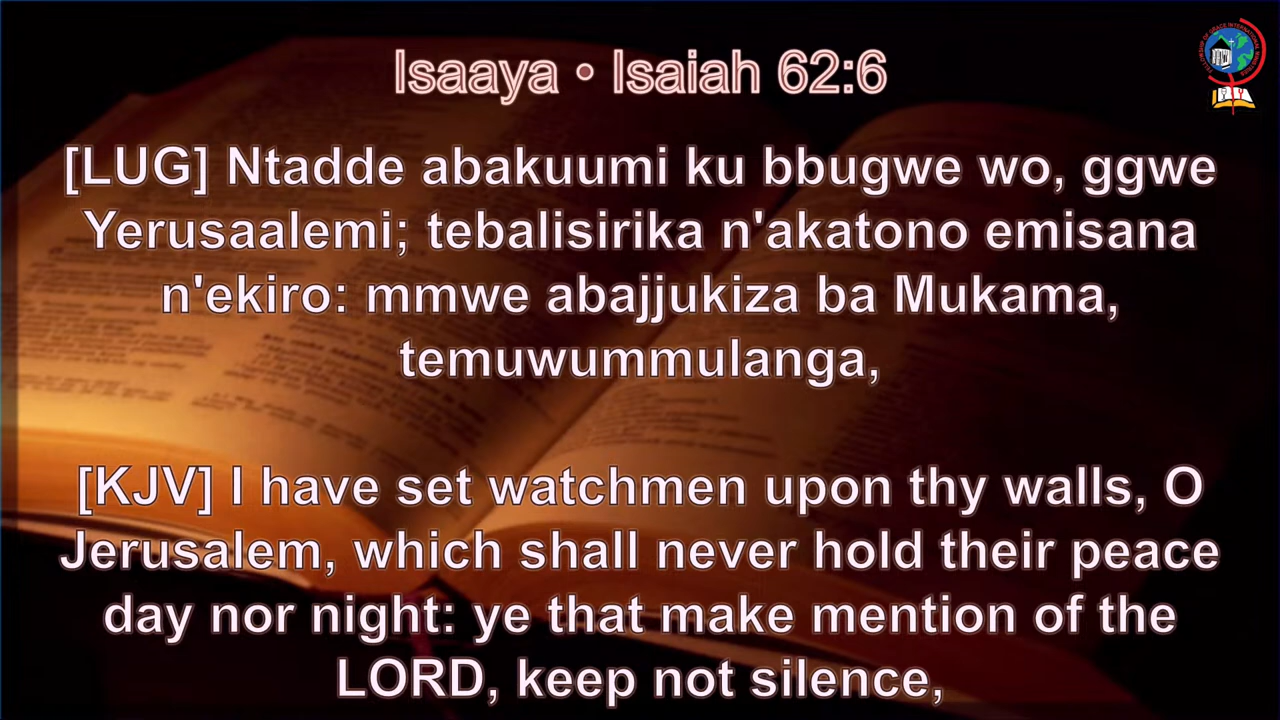 Isaaya • Isaiah 62:6
[LUG] Ntadde abakuumi ku bbugwe wo, ggwe
Yerusaalemi; tebalisirika n'akatono emisana
n'ekiro: mmwe abajjukiza ba Mukama,
temuwummulanga,
[KJV] I have set watchmen upon thy walls, O
Jerusalem, which shall never hold their peace
day nor night: ye that make mention of the
LORD, keep not silence,